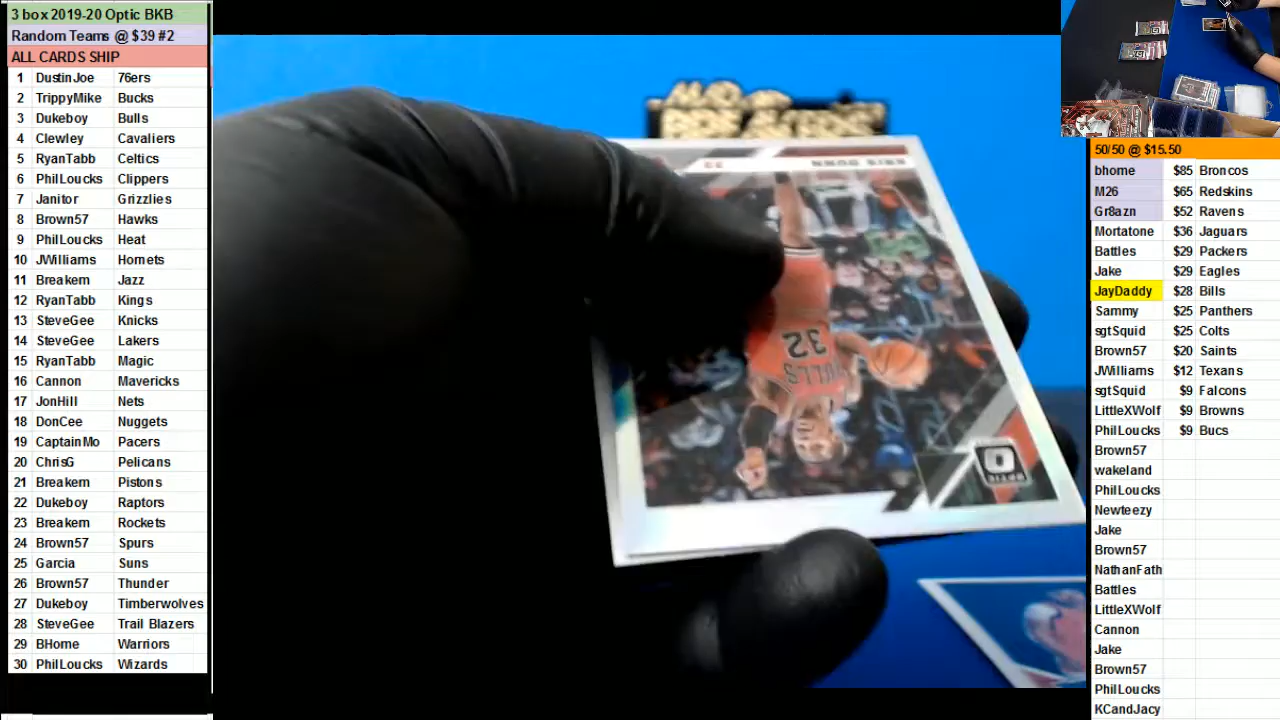 3 box 2019-20 Optic BKB
Random Teams @ $39 #2
ALL CARDS SHIP
1 DustinJoe 76ers
2 TrippyMike Bucks
3 Dukeboy Bulls
4 Clewley Cavaliers
5 RyanTabb Celtics
6 PhilLoucks Clippers
7 Janitor Grizzlies
8 Brown57 Hawks
9 PhilLoucks Heat
10 JWilliams Hornets
11 Breakem Jazz
12 RyanTabb Kings
13 SteveGee Knicks
14 SteveGee Lakers
15 RyanTabb Magic
16 Cannon Mavericks
17 JonHill Nets
18 DonCee Nuggets
19 CaptainMo Pacers
20 ChrisG Pelicans
21 Breakem Pistons
22 Dukeboy Raptors
23 Breakem Rockets
24 Brown57 Spurs
25 Garcia Suns
26 Brown57 Thunder
27 Dukeboy Timberwolves
28 SteveGee Trail Blazers
29 BHome Warriors
30 PhilLoucks Wizards
KRIS DUNN 32
32
BULLS
OPTIC
50/50 @ $15.50
bhome $85 Broncos
M26 $65 Redskins
Gr8azn $52 Ravens
Mortatone $36 Jaguars
Battles $29 Packers
Jake $29 Eagles
JayDaddy $28 Bills
Sammy $25 Panthers
sgtSquid $25 Colts
Brown57 $20 Saints
JWilliams $12 Texans
sgtSquid $9 Falcons
LittleXWolf $9 Browns
PhilLoucks $9 Bucs
Brown57
wakeland
PhilLoucks
Newteezy
Jake
Brown57
NathanFath
Battles
LittleXWolf
Cannon
Jake
Brown57
PhilLoucks
KCandJacy